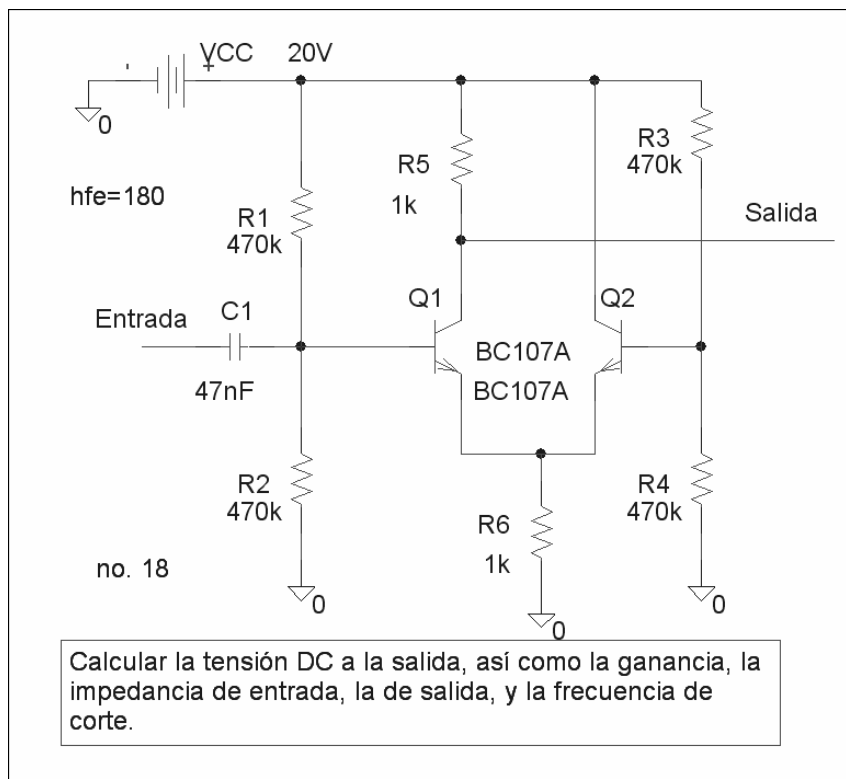 VCC 20V
+
0
R3
470k
R5
1k
hfe=180
R1
470k
Salida
Q1
Q2
C1
Entrada
BC107A
47nF
BC107A
R2
470k
R4
470k
R6
1k
no. 18
0
0
0
Calcular la tensión DC a la salida, así como la ganancia, la
impedancia de entrada, la de salida, y la frecuencia de
corte.